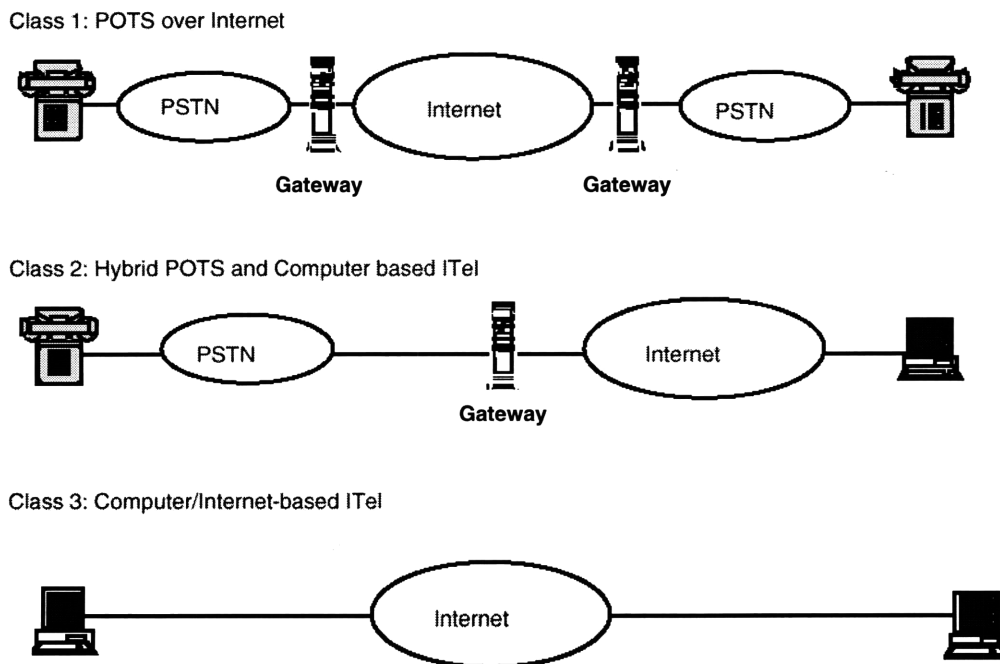 Class 1: POTS over Internet
PSTN
Internet
PSTN
Gateway
Gateway
Class 2: Hybrid POTS and Computer based ITel
PSTN
Internet
Gateway
Class 3: Computer/Internet-based ITel
Internet